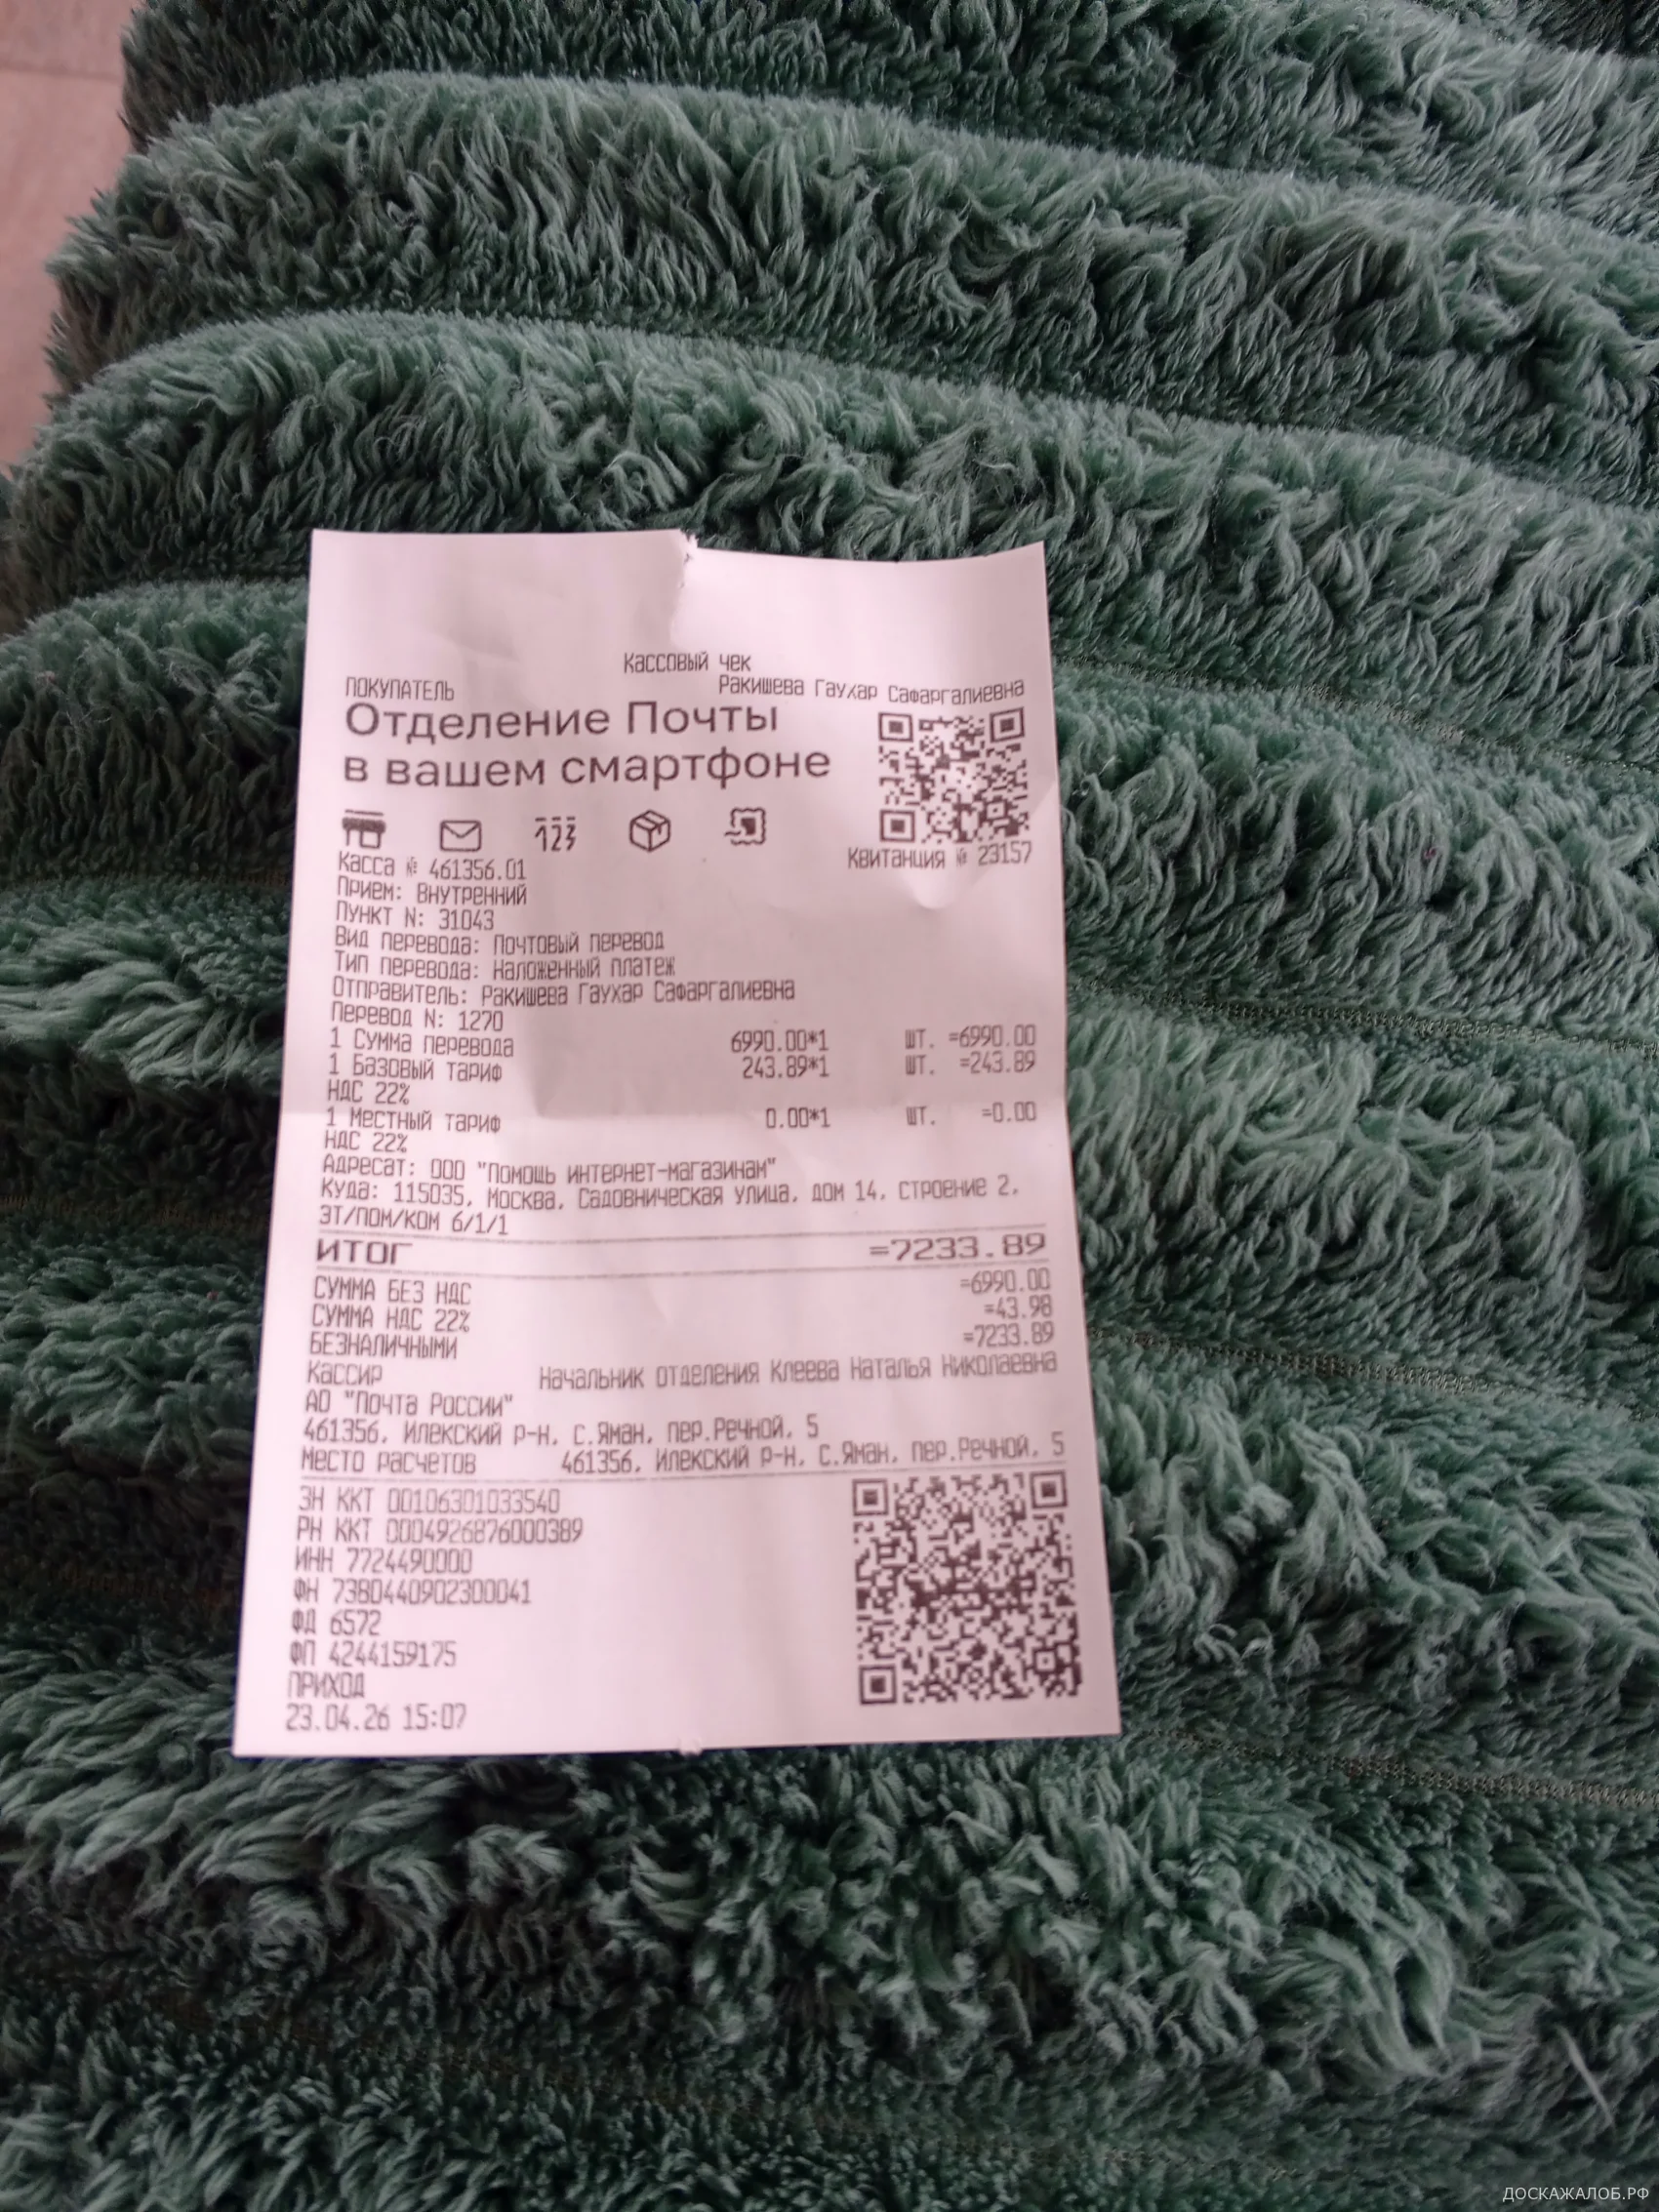 Кассовый чек
ПОКУПАТЕЛЬ Ракишева Гаухар Сафаргалиевна
Отделение Почты
в вашем смартфоне
123
Касса № 461356.01 Квитанция № 23157
Прием: Внутренний
Пункт N: 31043
Вид перевода: Почтовый перевод
Тип перевода: Наложенный платеж
Отправитель: Ракишева Гаухар Сафаргалиевна
Перевод N: 1270
1 Сумма перевода 6990.00*1 шт. =6990.00
1 Базовый тариф 243.89*1 шт. =243.89
НДС 22%
1 Местный тариф 0.00*1 шт. =0.00
НДС 22%
Адресат: ООО "Помощь интернет-магазинам"
Куда: 115035, Москва, Садовническая улица, дом 14, строение 2,
эт/пом/ком 6/1/1
ИТОГ =7233.89
СУММА БЕЗ НДС =6990.00
СУММА НДС 22% =43.98
БЕЗНАЛИЧНЫМИ =7233.89
Кассир Начальник отделения Клеева Наталья Николаевна
АО "Почта России"
461356, Илекский р-н, с.Яман, пер.Речной, 5
Место расчетов 461356, Илекский р-н, с.Яман, пер.Речной, 5
ЗН ККТ 00106301033540
РН ККТ 0004926876000389
ИНН 7724490000
ФН 7380440902300041
ФД 6572
ФП 4244159175
ПРИХОД
23.04.26 15:07
ДОСКАЖАЛОБ.РФ